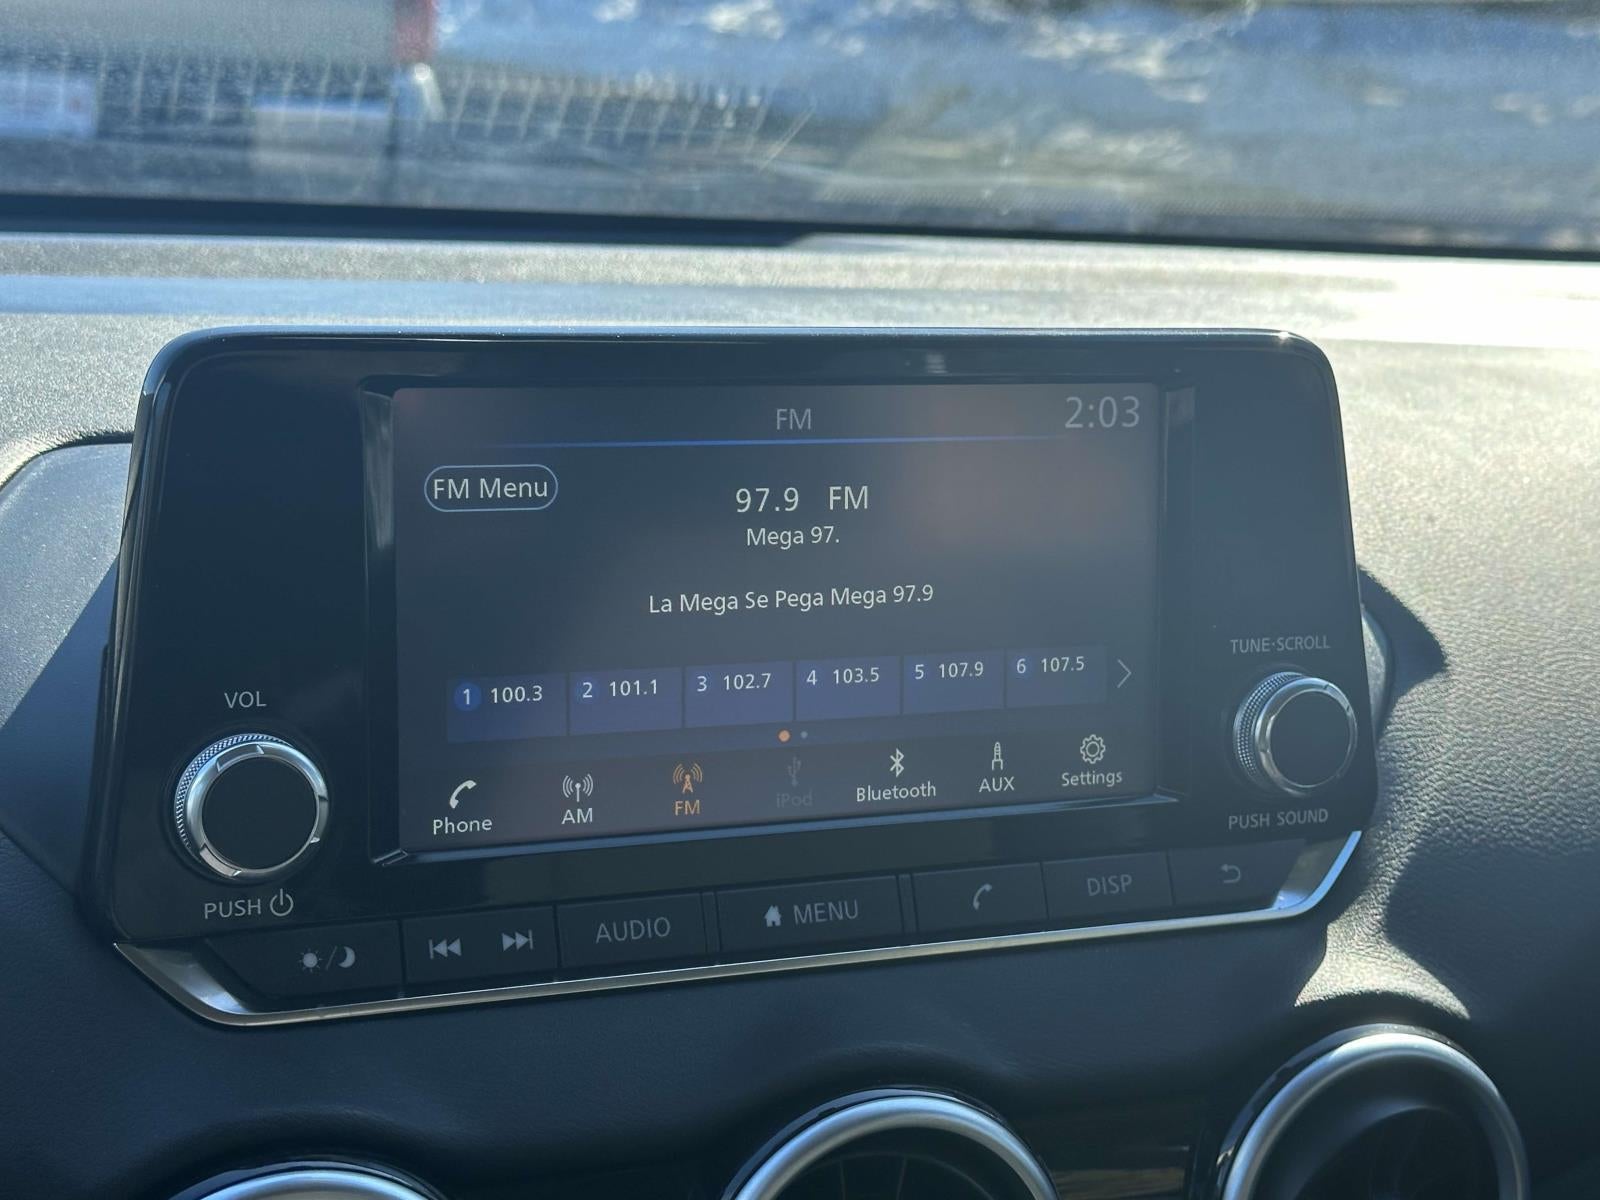 FM 2:03
FM Menu
97.9 FM
Mega 97.
La Mega Se Pega Mega 97.9
1 100.3 2 101.1 3 102.7 4 103.5 5 107.9 6 107.5
Phone AM FM iPod Bluetooth AUX Settings
VOL
PUSH
TUNE·SCROLL
PUSH SOUND
AUDIO MENU DISP